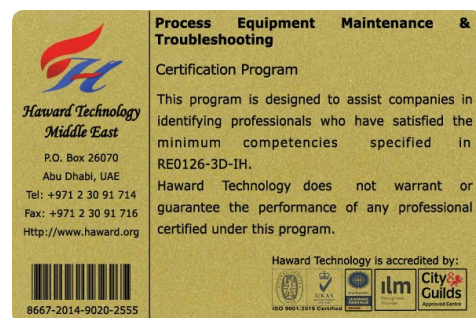 Haward Technology
Middle East
P.O. Box 26070
Abu Dhabi, UAE
Tel: +971 2 30 91 714
Fax: +971 2 30 91 716
Http://www.haward.org
8667-2014-9020-2555
Process Equipment Maintenance &
Troubleshooting
Certification Program
This program is designed to assist companies in
identifying professionals who have satisfied the
minimum competencies specified in
RE0126-3D-IH.
Haward Technology does not warrant or
guarantee the performance of any professional
certified under this program.
Haward Technology is accredited by:
UKAS
ISO 9001:2015 Certified
ilm
City&
Guilds
Approved Centre